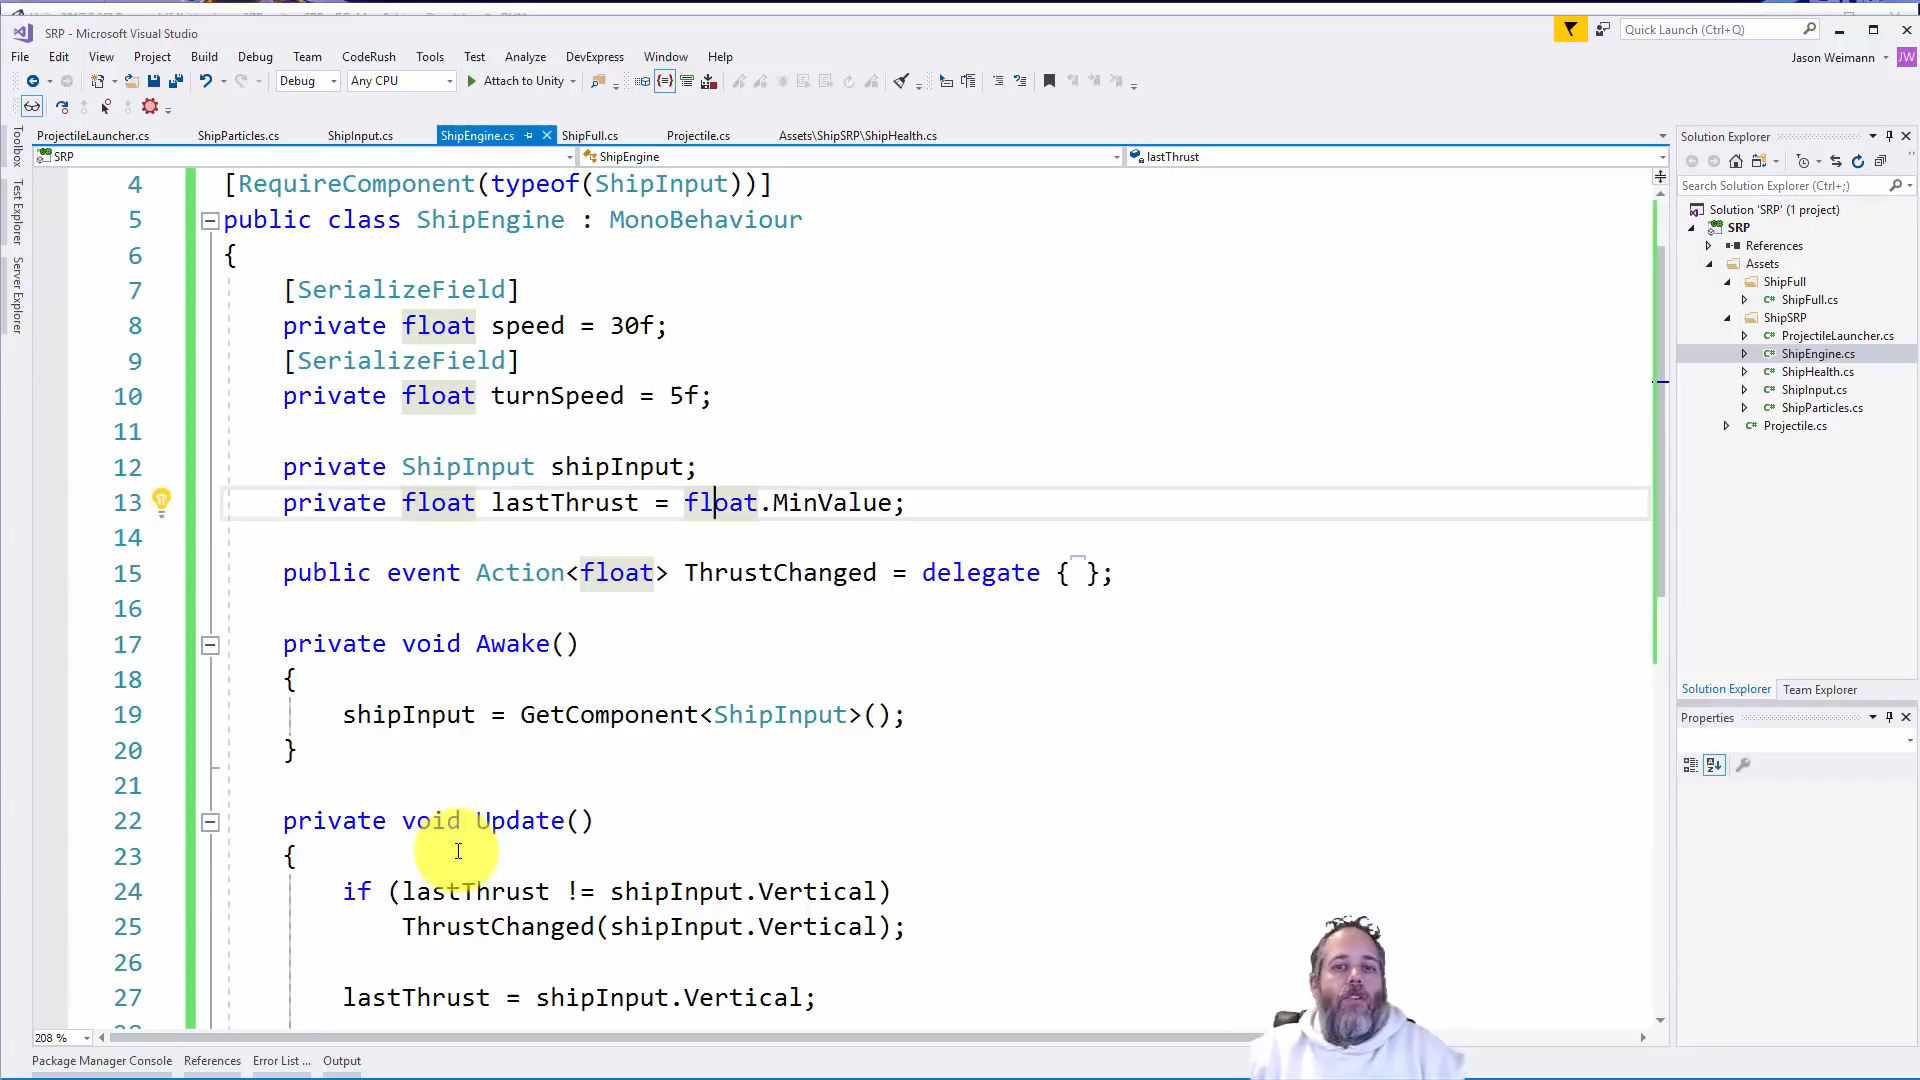 SRP - Microsoft Visual Studio
Quick Launch (Ctrl+Q)
File Edit View Project Build Debug Team CodeRush Tools Test Analyze DevExpress Window Help
Jason Weimann JW
Debug Any CPU Attach to Unity
ProjectileLauncher.cs ShipParticles.cs ShipInput.cs ShipEngine.cs ShipFull.cs Projectile.cs Assets\ShipSRP\ShipHealth.cs
SRP ShipEngine lastThrust
Toolbox
Test Explorer
Server Explorer
4 [RequireComponent(typeof(ShipInput))]
5 public class ShipEngine : MonoBehaviour
6 {
7 [SerializeField]
8 private float speed = 30f;
9 [SerializeField]
10 private float turnSpeed = 5f;
11
12 private ShipInput shipInput;
13 private float lastThrust = float.MinValue;
14
15 public event Action<float> ThrustChanged = delegate { };
16
17 private void Awake()
18 {
19 shipInput = GetComponent<ShipInput>();
20 }
21
22 private void Update()
23 {
24 if (lastThrust != shipInput.Vertical)
25 ThrustChanged(shipInput.Vertical);
26
27 lastThrust = shipInput.Vertical;
208 %
Package Manager Console References Error List ... Output
Solution Explorer
Search Solution Explorer (Ctrl+;)
Solution 'SRP' (1 project)
SRP
References
Assets
ShipFull
C# ShipFull.cs
ShipSRP
C# ProjectileLauncher.cs
C# ShipEngine.cs
C# ShipHealth.cs
C# ShipInput.cs
C# ShipParticles.cs
C# Projectile.cs
Solution Explorer Team Explorer
Properties